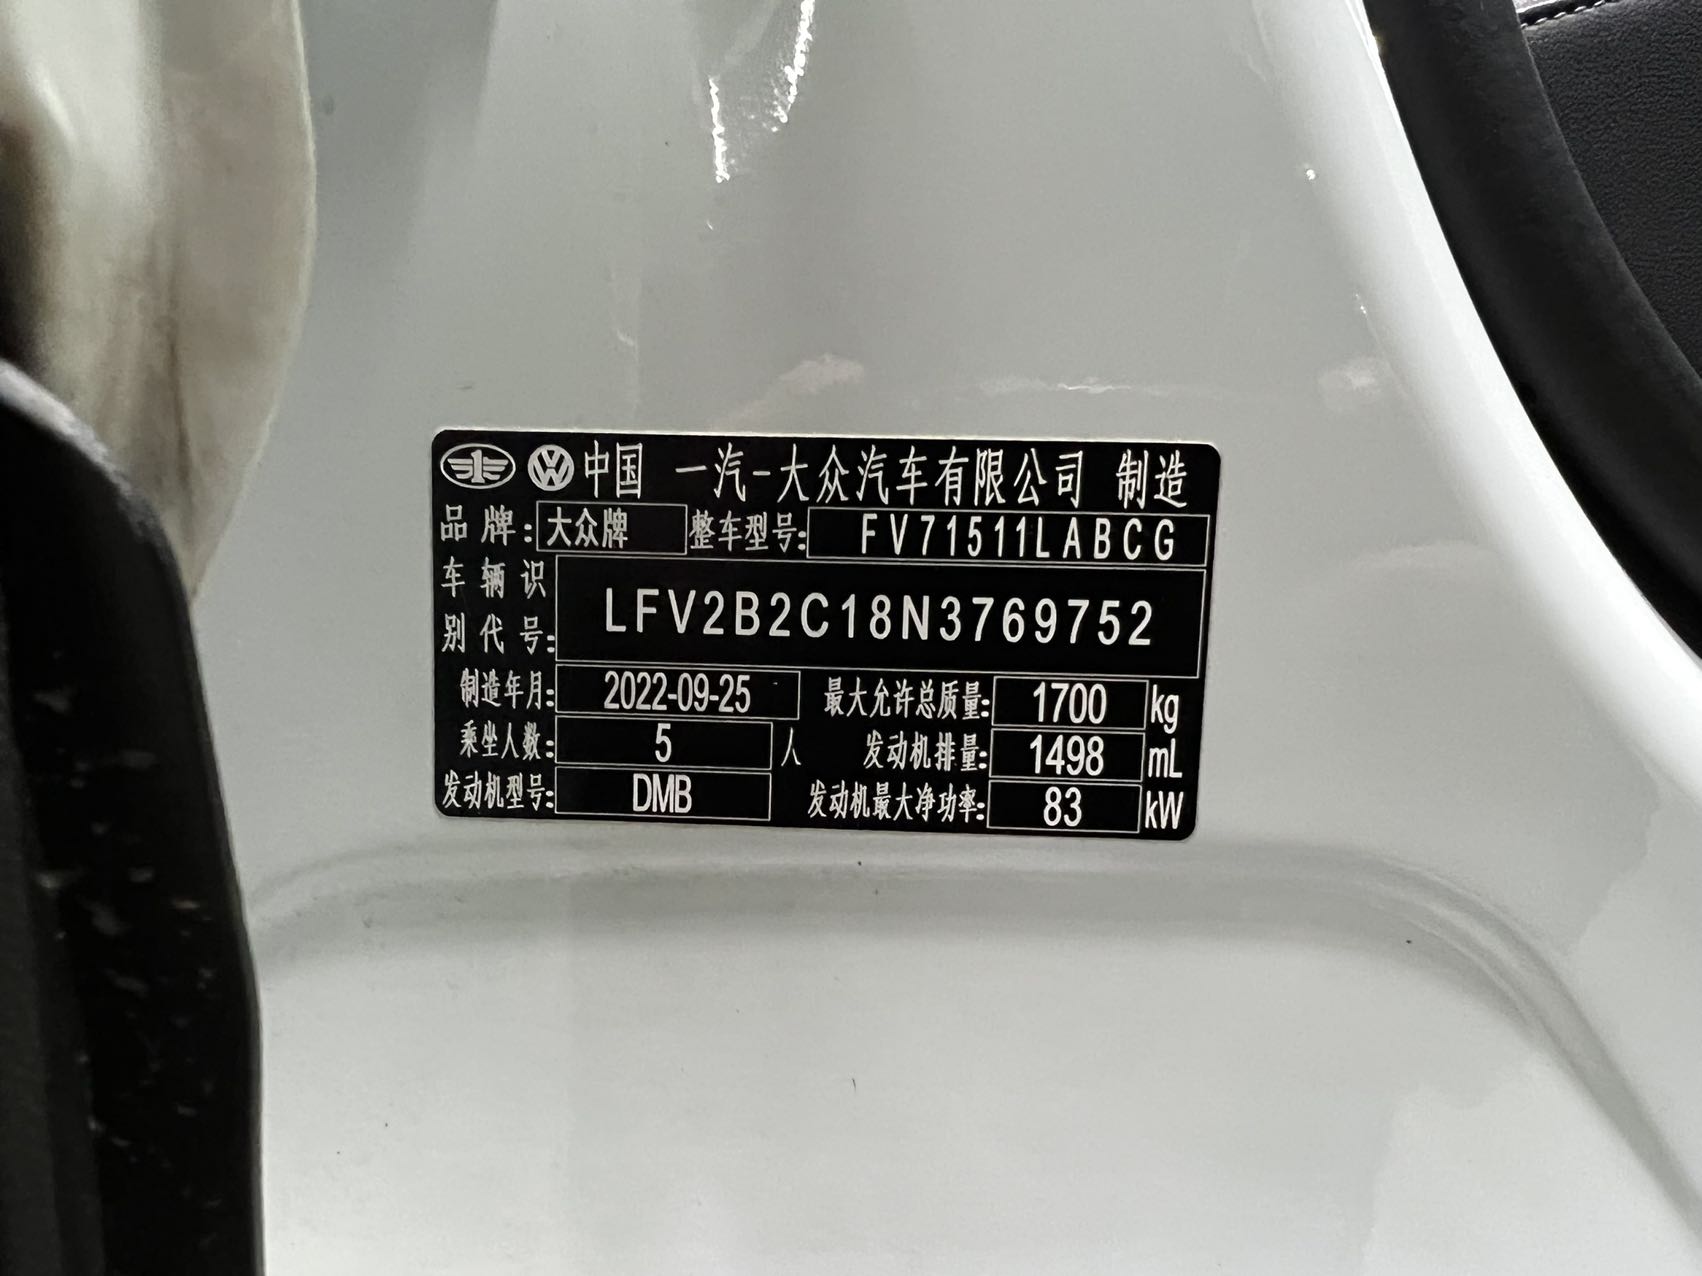 中国 一汽-大众汽车有限公司 制造
品牌: 大众牌 整车型号: FV71511LABCG
车辆识别代号: LFV2B2C18N3769752
制造年月: 2022-09-25 最大允许总质量: 1700 kg
乘坐人数: 5 人 发动机排量: 1498 mL
发动机型号: DMB 发动机最大净功率: 83 kW